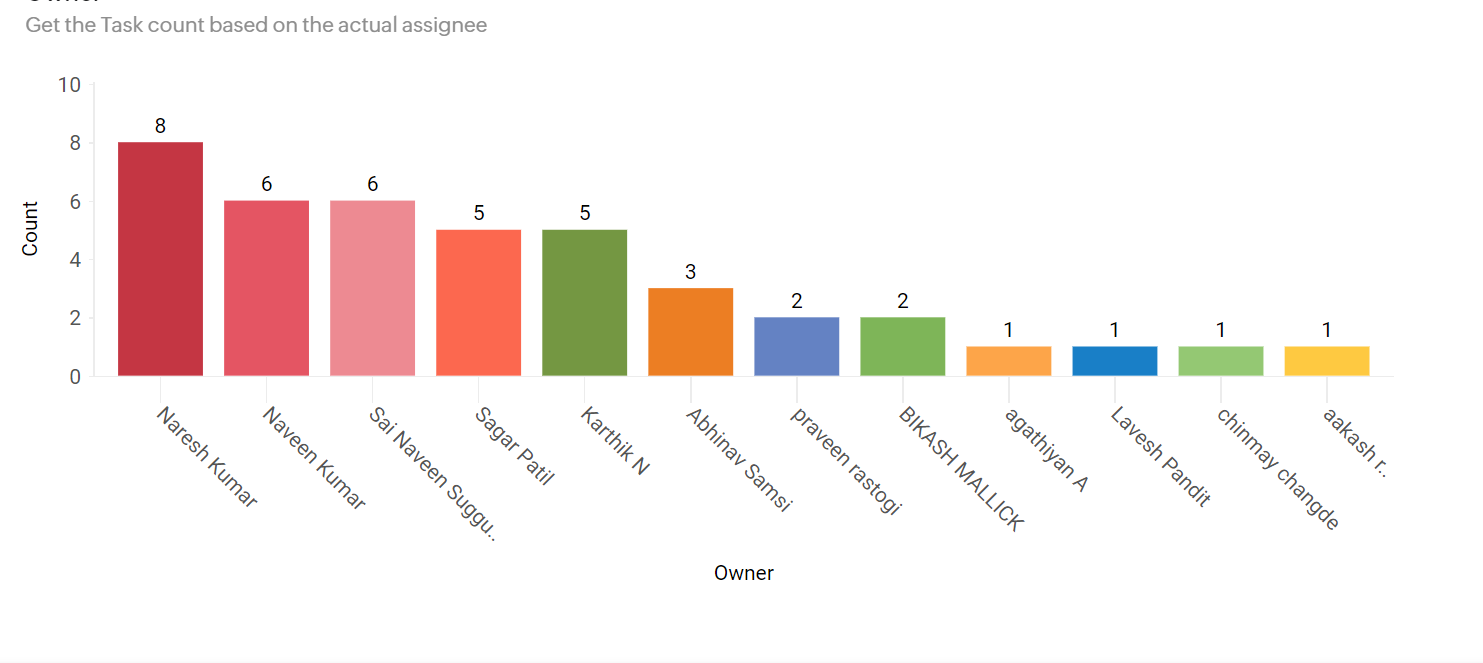 Owner
Get the Task count based on the actual assignee
10
8
6
4
2
0
Count
8
6
6
5
5
3
2
2
1
1
1
1
Naresh Kumar
Naveen Kumar
Sai Naveen Suggu..
Sagar Patil
Karthik N
Abhinav Samsi
praveen rastogi
BIKASH MALLICK
agathiyan A
Lavesh Pandit
chinmay changde
aakash r..
Owner